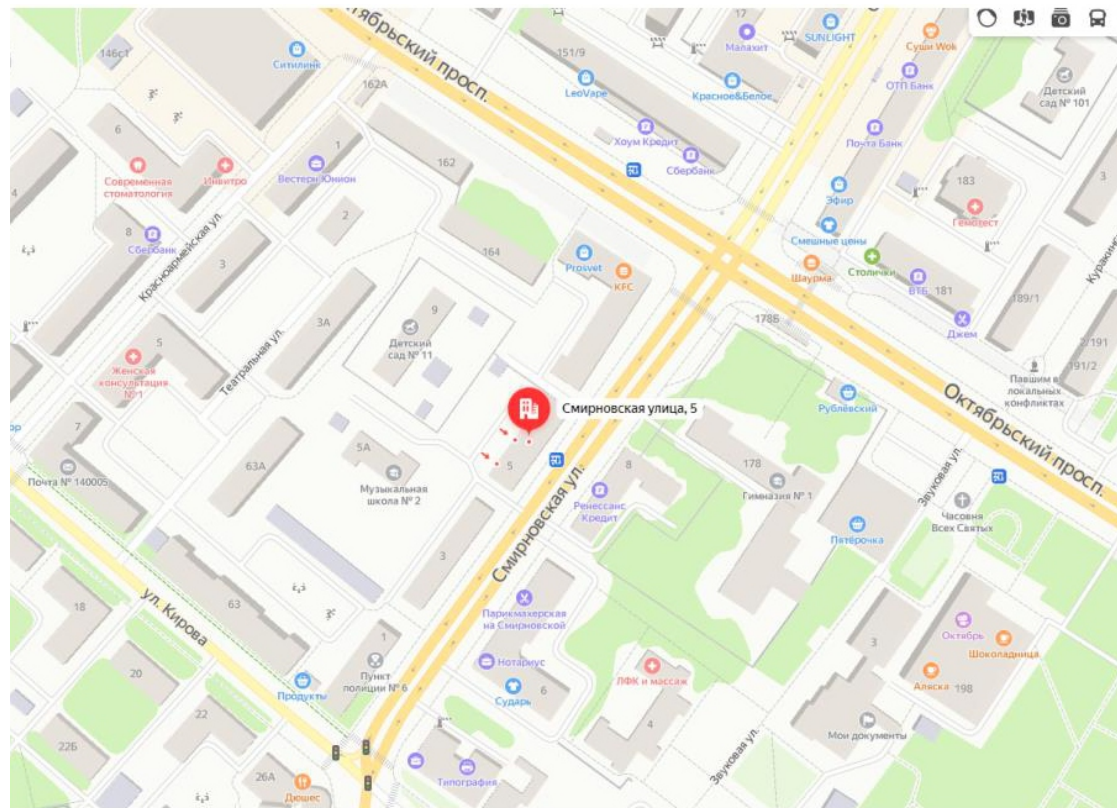 17
Малахит
SUNLIGHT
Суши Wok
ОТП Банк
Детский
сад № 101
146с1
Ситилинк
Октябрьский просп.
151/9
LeoVape
Красное&Белое
162А
Хоум Кредит
Сбербанк
Почта Банк
6
Современная
стоматология
Инвитро
1
Вестерн Юнион
162
183
Гемотест
3
4
8
Сбербанк
2
164
Эфир
Смешные цены
Красноармейская ул.
3
Prosvet
KFC
Шаурма
Столички
ВТБ
181
189/1
Джем
3А
9
Детский
сад № 11
178Б
2/191
191/2
5
Женская
консультация
№ 1
Театральная ул.
Павшим в
локальных
конфликтах
Рублёвский
Октябрьский просп.
Смирновская улица, 5
7
Почта № 140005
63А
5А
Музыкальная
школа № 2
5
8
178
Гимназия № 1
Звуковая ул.
Ренессанс
Кредит
Часовня
Всех Святых
Пятёрочка
Смирновская ул.
3
18
ул. Кирова
63
Парикмахерская
на Смирновской
1
Пункт
полиции № 6
Нотариус
6
Сударь
ЛФК и массаж
4
3
Октябрь
Шоколадница
Аляска
198
20
Продукты
22
22Б
Мои документы
Звуковая ул.
26А
Дюшес
Типография